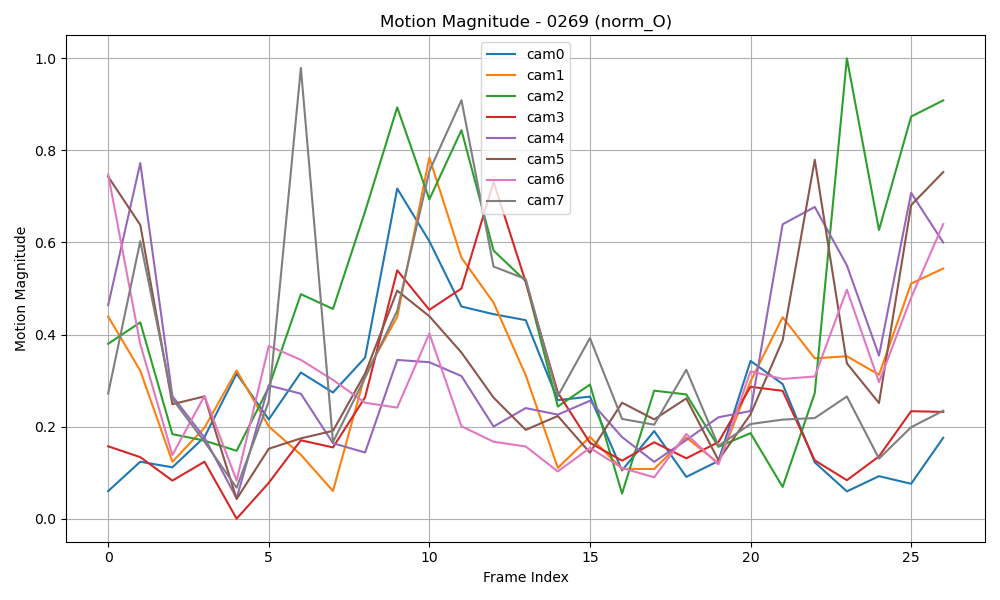 Motion Magnitude - 0269 (norm_O)
cam0
cam1
cam2
cam3
cam4
cam5
cam6
cam7
Motion Magnitude
1.0
0.8
0.6
0.4
0.2
0.0
0 5 10 15 20 25
Frame Index